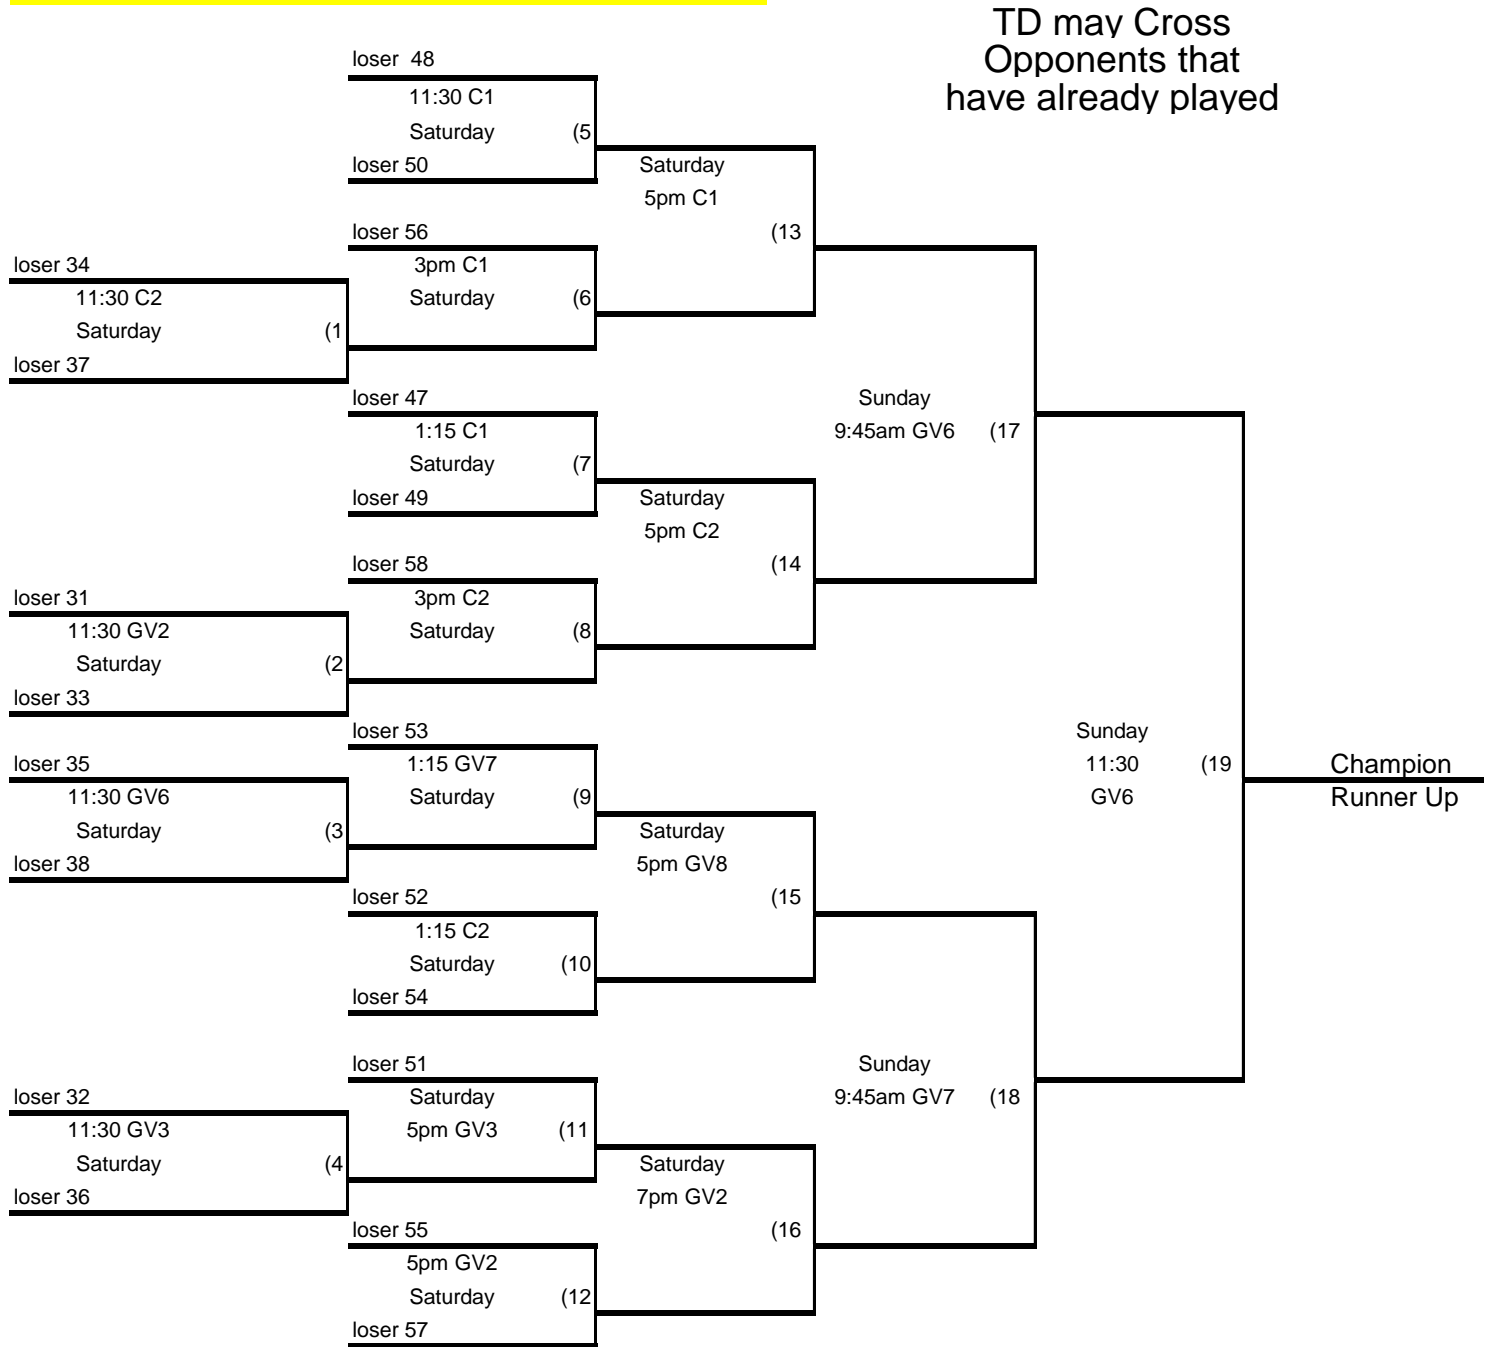 TD may Cross
Opponents that
have already played
loser  48
11:30 C1
Saturday (5
loser 50 Saturday
5pm C1
loser 56 (13
loser 34 3pm C1
11:30 C2 Saturday (6
Saturday (1
loser 37
loser 47 Sunday
1:15 C1 9:45am GV6 (17
Saturday (7
loser 49 Saturday
5pm C2
loser 58 (14
loser 31 3pm C2
11:30 GV2 Saturday (8
Saturday (2
loser 33
loser 53 Sunday
loser 35 1:15 GV7 11:30 (19 Champion
11:30 GV6 Saturday (9 GV6 Runner Up
Saturday (3 Saturday
loser 38 5pm GV8
loser 52 (15
1:15 C2
Saturday (10
loser 54
loser 51 Sunday
loser 32 Saturday 9:45am GV7 (18
11:30 GV3 5pm GV3 (11
Saturday (4 Saturday
loser 36 7pm GV2
loser 55 (16
5pm GV2
Saturday (12
loser 57